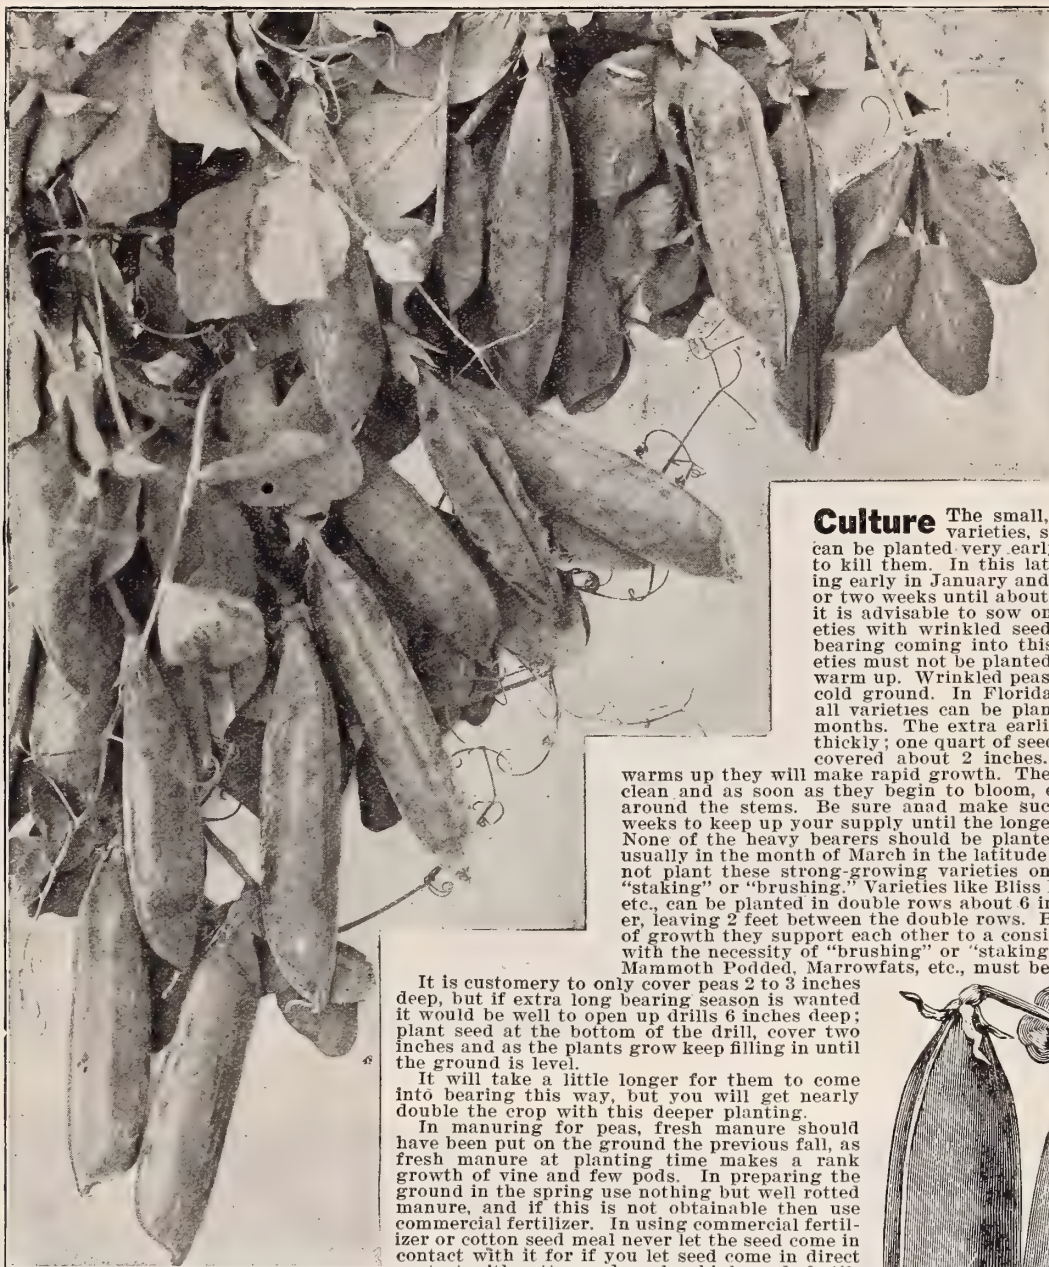 Culture The small,
varieties, s
can be planted very earl
to kill them. In this lat
ing early in January and
or two weeks until about
it is advisable to sow on
eties with wrinkled seed
bearing coming into this
eties must not be planted
warm up. Wrinkled peas
cold ground. In Florida
all varieties can be plan
months. The extra earli
thickly; one quart of seed
covered about 2 inches.
warms up they will make rapid growth. The
clean and as soon as they begin to bloom,
around the stems. Be sure anad make suc
weeks to keep up your supply until the longe
None of the heavy bearers should be plante
usually in the month of March in the latitude
not plant these strong-growing varieties on
“staking” or “brushing.” Varieties like Bliss
etc., can be planted in double rows about 6 in
er, leaving 2 feet between the double rows.
of growth they support each other to a consi
with the necessity of “brushing” or “staking
Mammoth Podded, Marrowfats, etc., must be
It is customery to only cover peas 2 to 3 inches
deep, but if extra long bearing season is wanted
it would be well to open up drills 6 inches deep;
plant seed at the bottom of the drill, cover two
inches and as the plants grow keep filling in until
the ground is level.
It will take a little longer for them to come
into bearing this way, but you will get nearly
double the crop with this deeper planting.
In manuring for peas, fresh manure should
have been put on the ground the previous fall, as
fresh manure at planting time makes a rank
growth of vine and few pods. In preparing the
ground in the spring use nothing but well rotted
manure, and if this is not obtainable then use
commercial fertilizer. In using commercial fertil-
izer or cotton seed meal never let the seed come in
contact with it for if you let seed come in direct